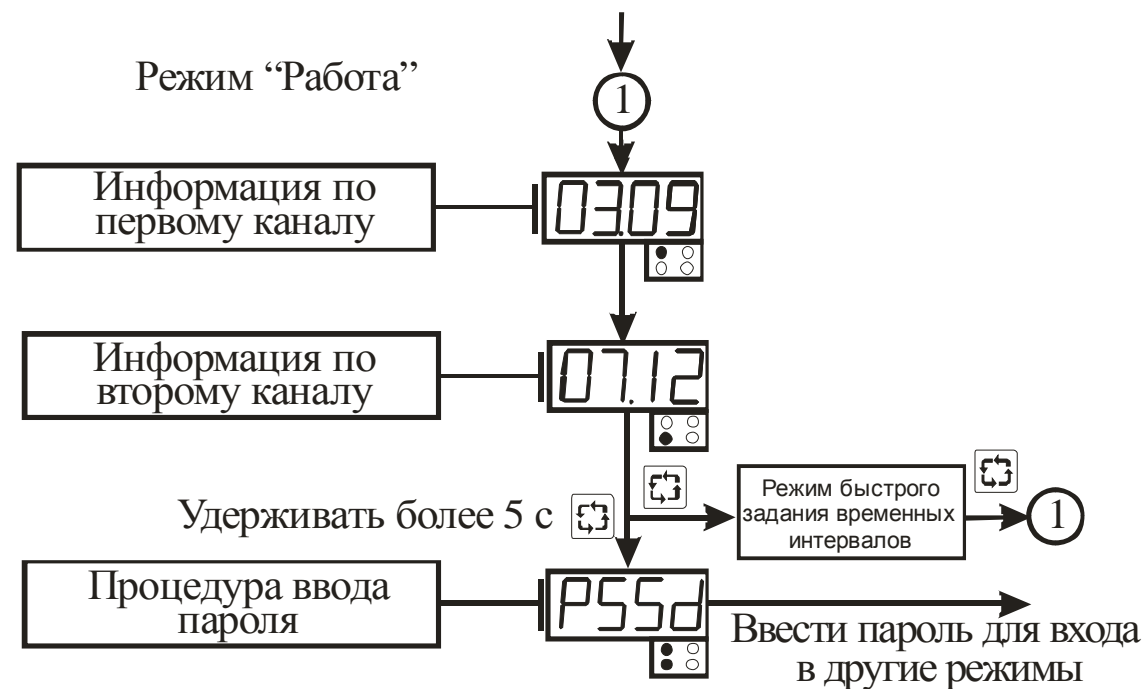 Режим “Работа”
1
Информация по
первому каналу
03.09
Информация по
второму каналу
07.12
Удерживать более 5 с
Режим быстрого
задания временных
интервалов
1
Процедура ввода
пароля
PSSd
Ввести пароль для входа
в другие режимы